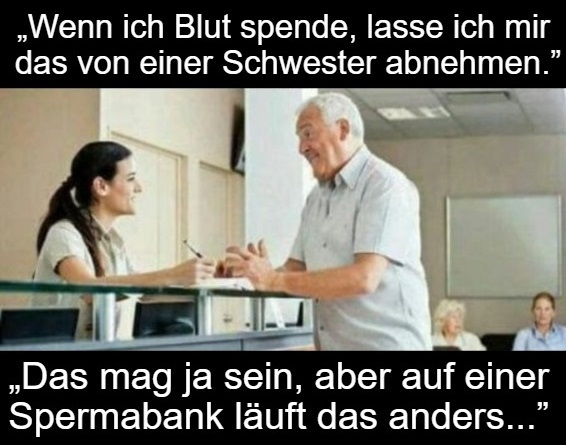 „Wenn ich Blut spende, lasse ich mir
das von einer Schwester abnehmen.”
„Das mag ja sein, aber auf einer
Spermabank läuft das anders...”